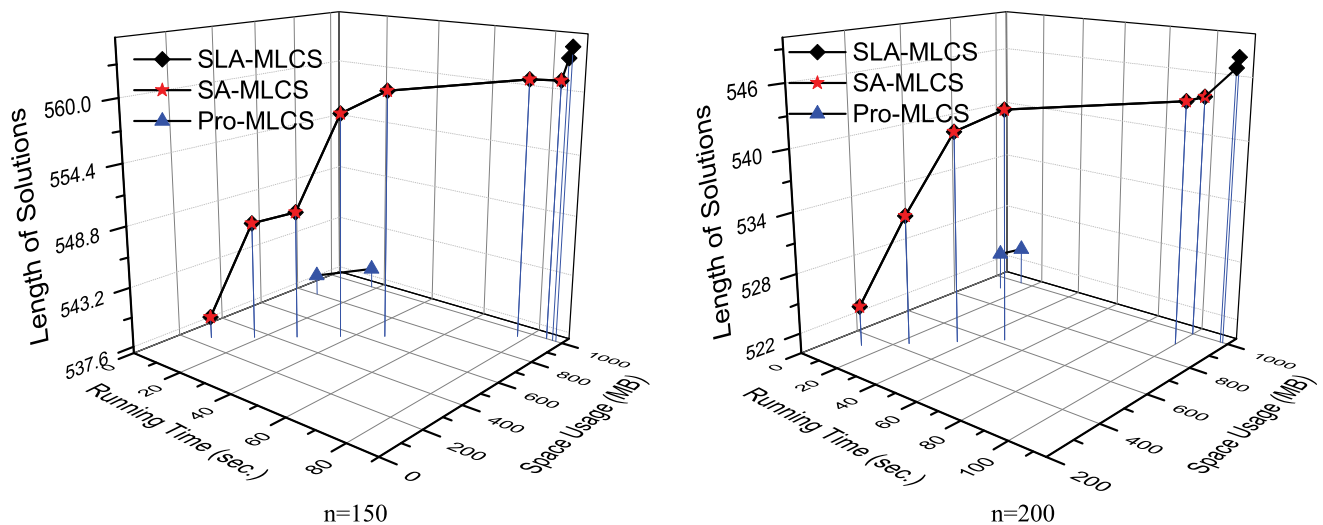 SLA-MLCS
SA-MLCS
Pro-MLCS
Length of Solutions
560.0
554.4
548.8
543.2
537.6
0
20
40
60
80
Running Time (sec.)
0
200
400
600
800
1000
Space Usage (MB)
n=150
SLA-MLCS
SA-MLCS
Pro-MLCS
Length of Solutions
546
540
534
528
522
0
20
40
60
80
100
Running Time (sec.)
200
400
600
800
1000
Space Usage (MB)
n=200